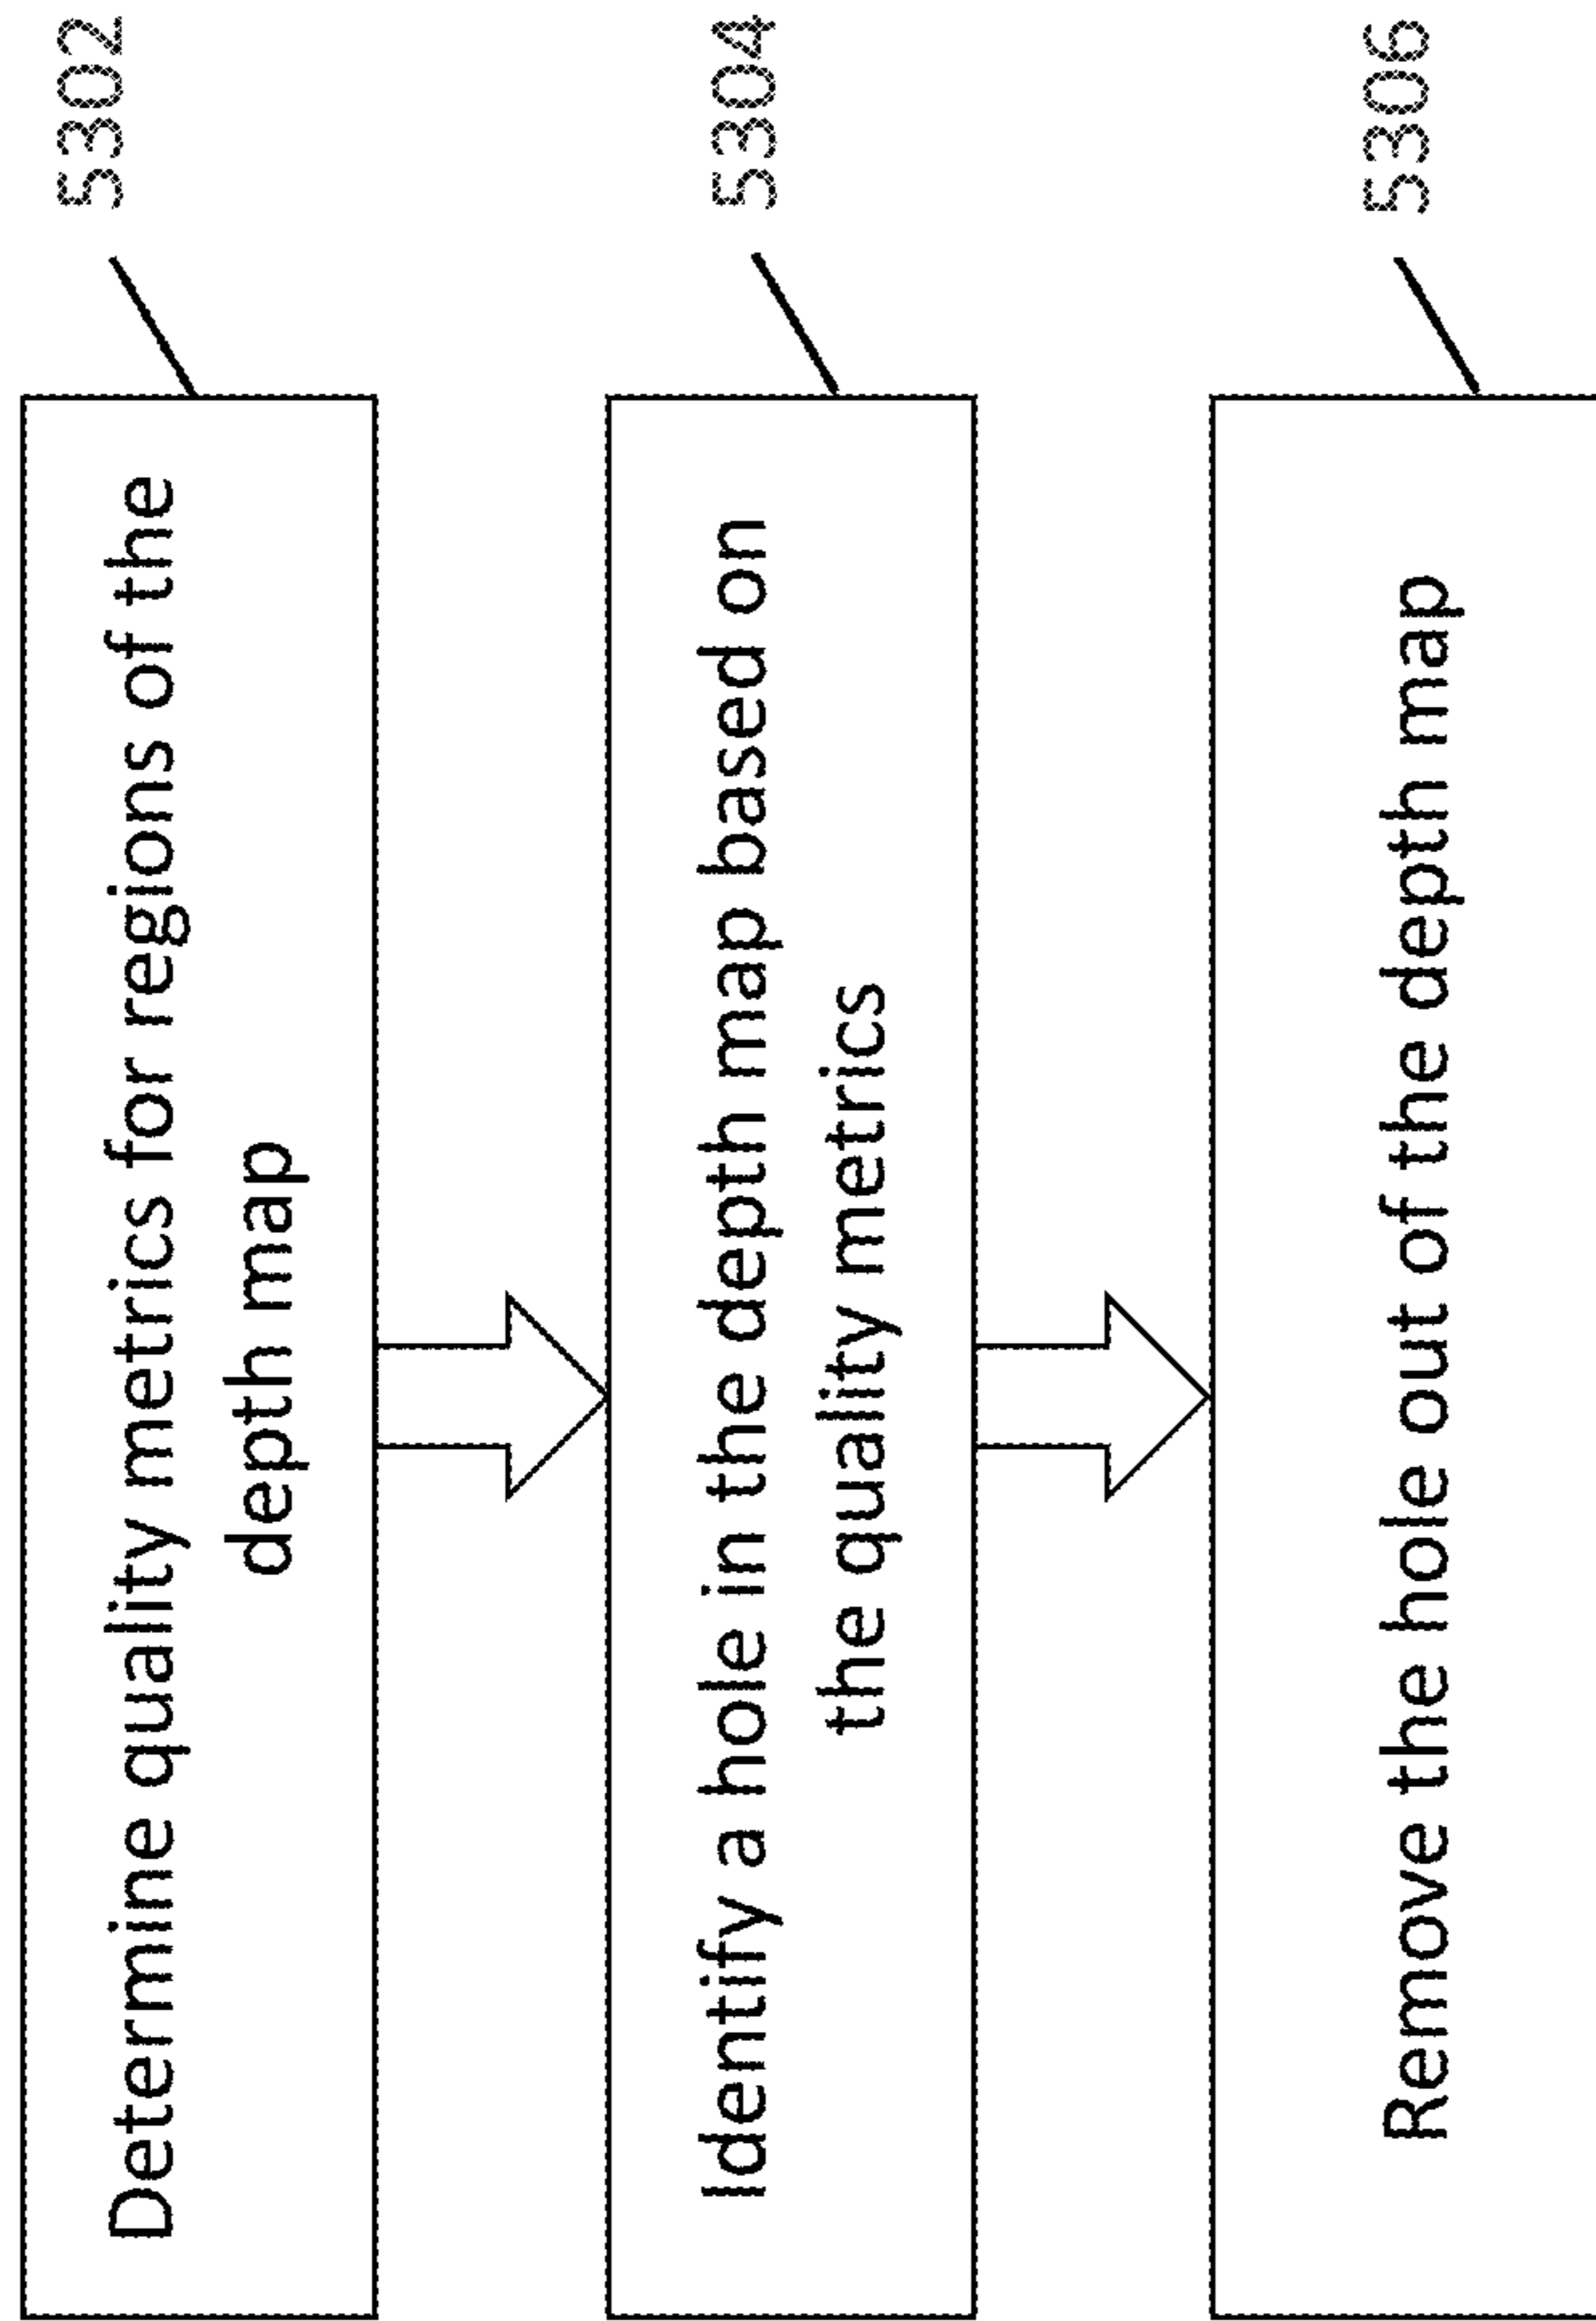 Determine quality metrics for regions of the
depth map
5302
Identify a hole in the depth map based on
the quality metrics
5304
Remove the hole out of the depth map
5306